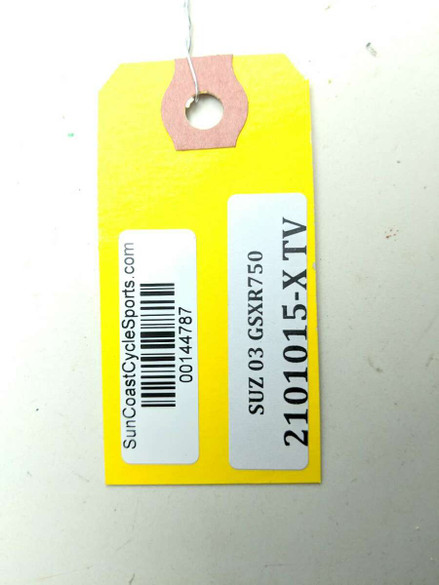 SunCoastCycleSports.com
00144787
SUZ 03 GSXR750
2101015-X TV